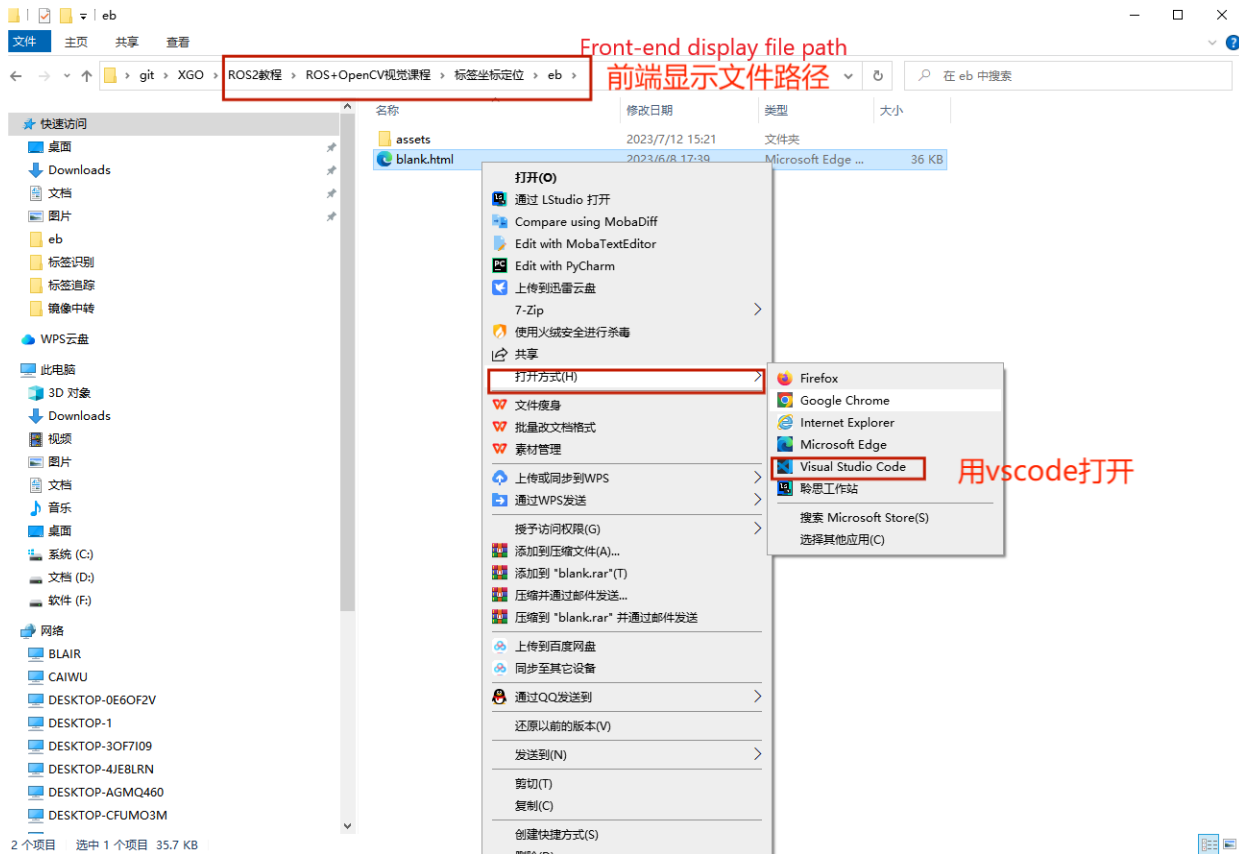 eb
文件 主页 共享 查看
Front-end display file path
前端显示文件路径
git › XGO › ROS2教程 › ROS+OpenCV视觉课程 › 标签坐标定位 › eb ›
在 eb 中搜索
名称 修改日期 类型 大小
快速访问
桌面
Downloads
文档
图片
eb
标签识别
标签追踪
镜像中转
WPS云盘
此电脑
3D 对象
Downloads
视频
图片
文档
音乐
桌面
系统 (C:)
文档 (D:)
软件 (F:)
网络
BLAIR
CAIWU
DESKTOP-0E6OF2V
DESKTOP-1
DESKTOP-3OF7I09
DESKTOP-4JE8LRN
DESKTOP-AGMQ460
DESKTOP-CFUMO3M
assets 2023/7/12 15:21 文件夹
blank.html 2023/6/8 17:39 Microsoft Edge ... 36 KB
打开(O)
通过 LStudio 打开
Compare using MobaDiff
Edit with MobaTextEditor
Edit with PyCharm
上传到迅雷云盘
7-Zip
使用火绒安全进行杀毒
共享
打开方式(H)
文件瘦身
批量改文档格式
素材管理
上传或同步到WPS
通过WPS发送
授予访问权限(G)
添加到压缩文件(A)...
添加到 "blank.rar"(T)
压缩并通过邮件发送...
压缩到 "blank.rar" 并通过邮件发送
上传到百度网盘
同步至其它设备
通过QQ发送到
还原以前的版本(V)
发送到(N)
剪切(T)
复制(C)
创建快捷方式(S)
删除(D)
Firefox
Google Chrome
Internet Explorer
Microsoft Edge
Visual Studio Code
聆思工作站
搜索 Microsoft Store(S)
选择其他应用(C)
用vscode打开
2 个项目 选中 1 个项目 35.7 KB